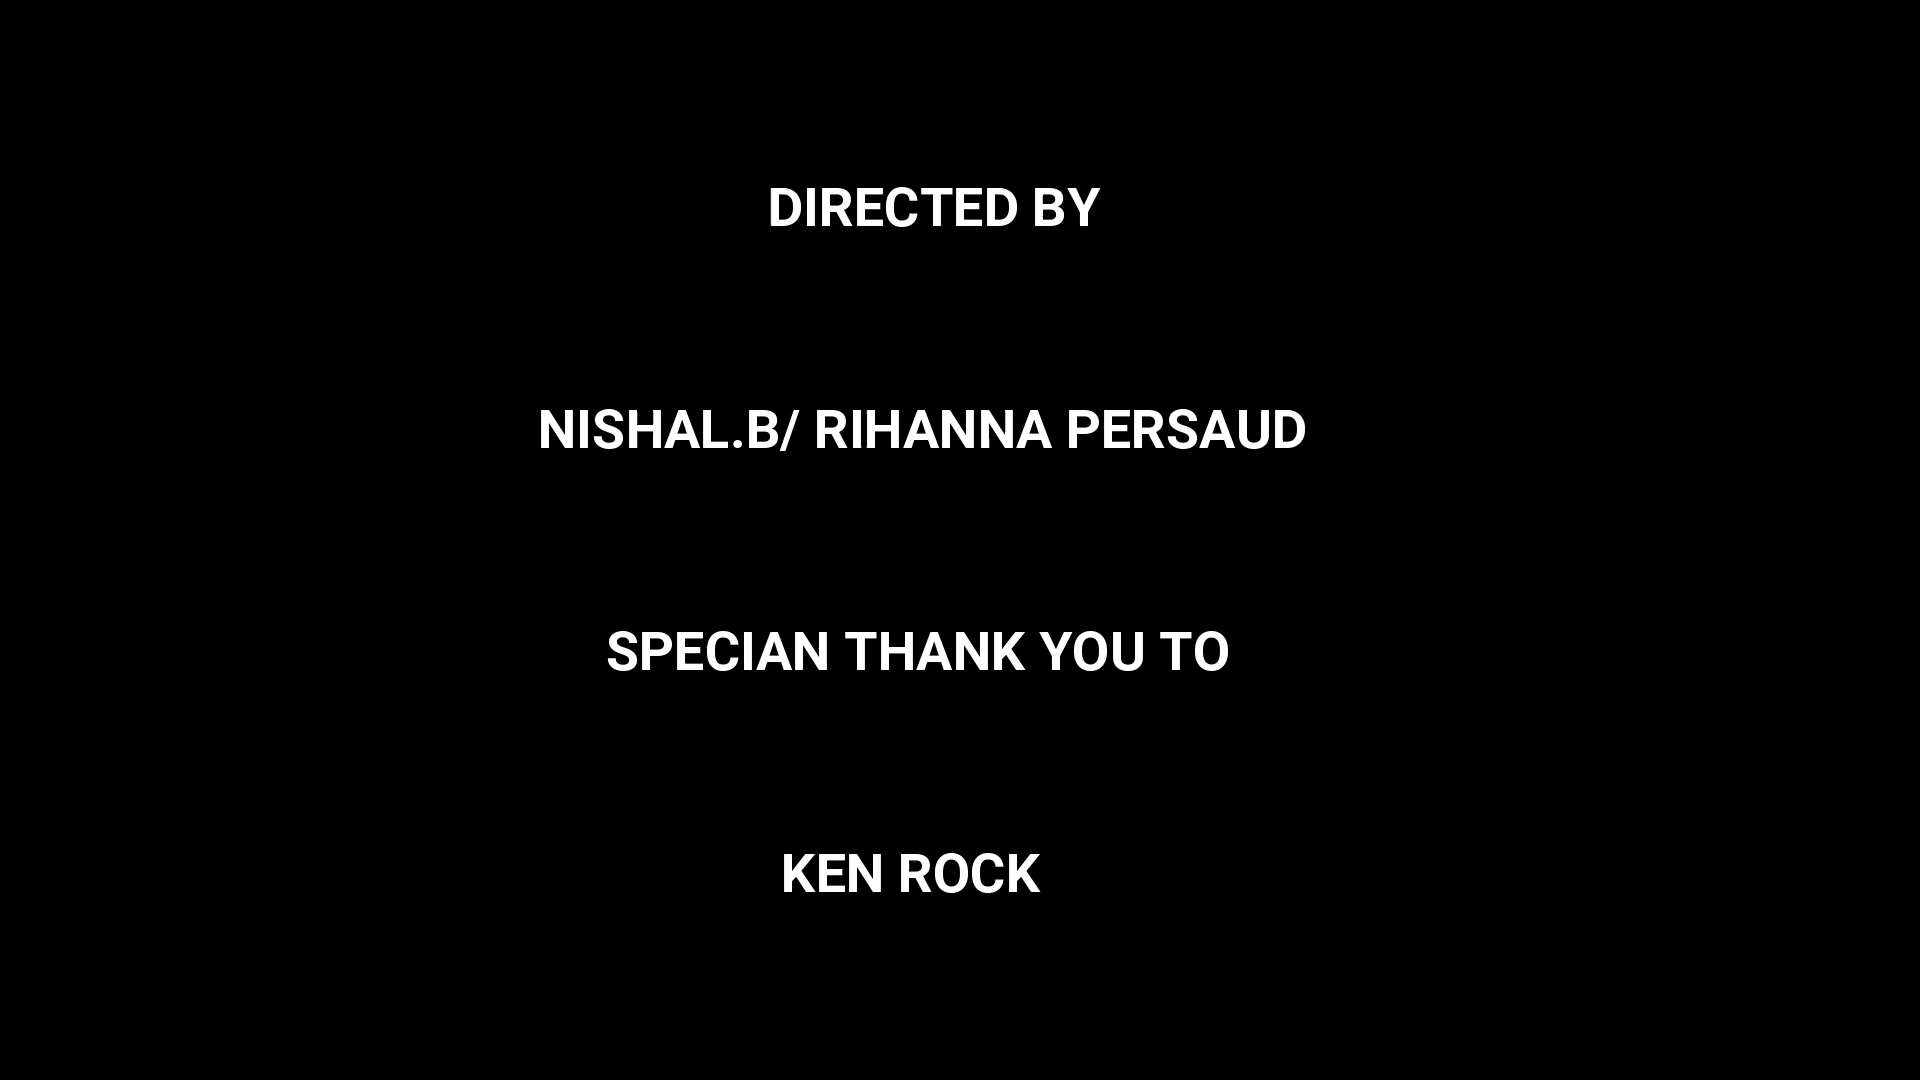 DIRECTED BY
NISHAL.B/ RIHANNA PERSAUD
SPECIAN THANK YOU TO
KEN ROCK